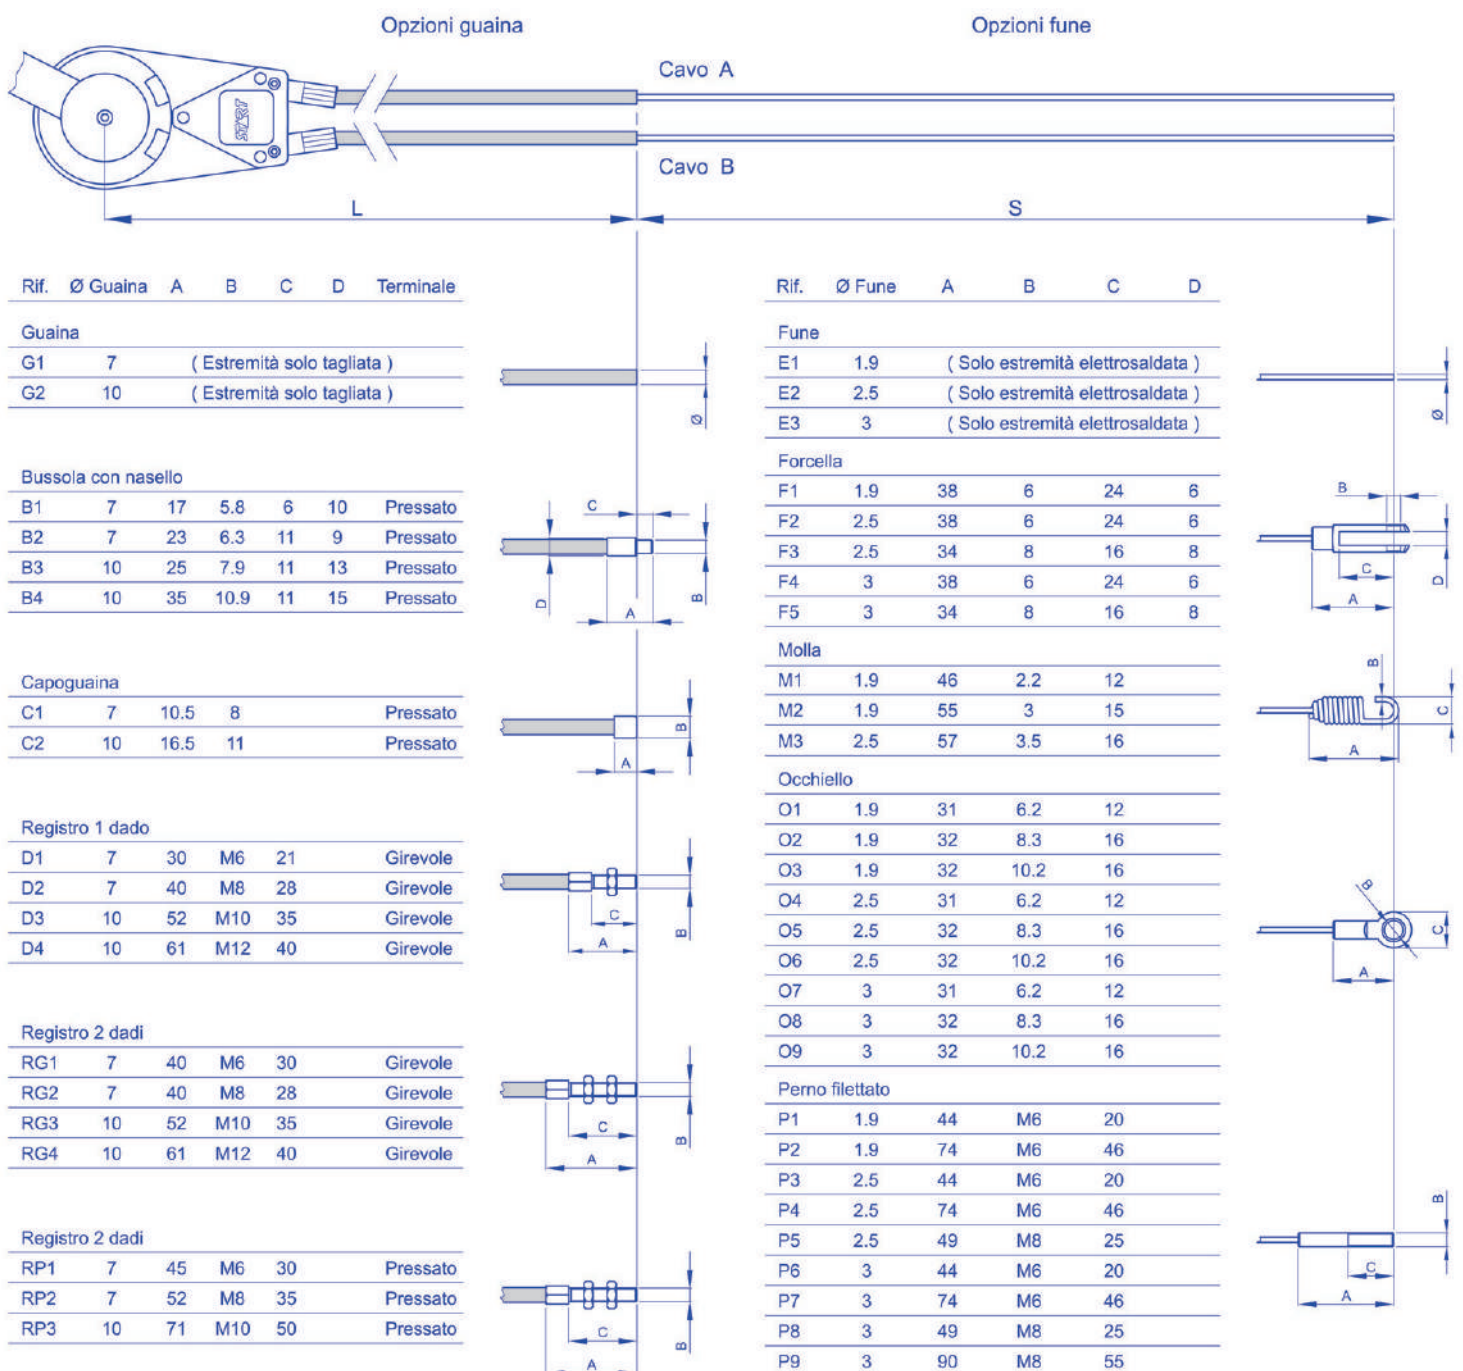 Opzioni guaina
Opzioni fune
Cavo A
START
Cavo B
L
S
Rif. Ø Guaina A B C D Terminale
Guaina
G1 7 ( Estremità solo tagliata )
G2 10 ( Estremità solo tagliata )
Ø
Bussola con nasello
B1 7 17 5.8 6 10 Pressato
B2 7 23 6.3 11 9 Pressato
B3 10 25 7.9 11 13 Pressato
B4 10 35 10.9 11 15 Pressato
C
D
A
B
Capoguaina
C1 7 10.5 8 Pressato
C2 10 16.5 11 Pressato
B
A
Registro 1 dado
D1 7 30 M6 21 Girevole
D2 7 40 M8 28 Girevole
D3 10 52 M10 35 Girevole
D4 10 61 M12 40 Girevole
C
A
B
Registro 2 dadi
RG1 7 40 M6 30 Girevole
RG2 7 40 M8 28 Girevole
RG3 10 52 M10 35 Girevole
RG4 10 61 M12 40 Girevole
C
A
B
Registro 2 dadi
RP1 7 45 M6 30 Pressato
RP2 7 52 M8 35 Pressato
RP3 10 71 M10 50 Pressato
C
A
B
Rif. Ø Fune A B C D
Fune
E1 1.9 ( Solo estremità elettrosaldata )
E2 2.5 ( Solo estremità elettrosaldata )
E3 3 ( Solo estremità elettrosaldata )
Ø
Forcella
F1 1.9 38 6 24 6
F2 2.5 38 6 24 6
F3 2.5 34 8 16 8
F4 3 38 6 24 6
F5 3 34 8 16 8
B
C
A
D
Molla
M1 1.9 46 2.2 12
M2 1.9 55 3 15
M3 2.5 57 3.5 16
B
C
A
Occhiello
O1 1.9 31 6.2 12
O2 1.9 32 8.3 16
O3 1.9 32 10.2 16
O4 2.5 31 6.2 12
O5 2.5 32 8.3 16
O6 2.5 32 10.2 16
O7 3 31 6.2 12
O8 3 32 8.3 16
O9 3 32 10.2 16
B
C
A
Perno filettato
P1 1.9 44 M6 20
P2 1.9 74 M6 46
P3 2.5 44 M6 20
P4 2.5 74 M6 46
P5 2.5 49 M8 25
P6 3 44 M6 20
P7 3 74 M6 46
P8 3 49 M8 25
P9 3 90 M8 55
B
C
A